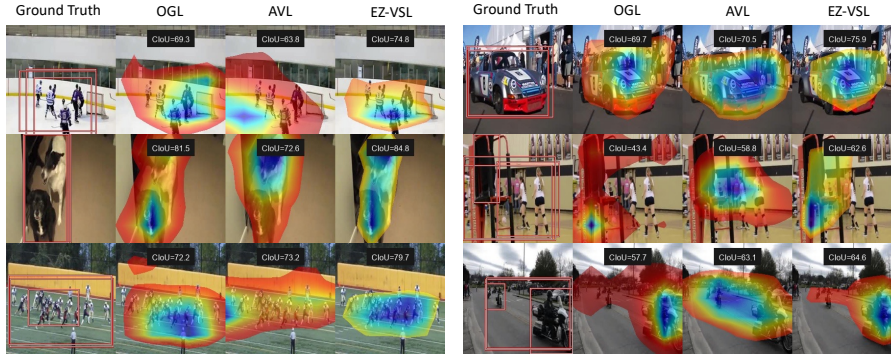 Ground Truth OGL AVL EZ-VSL
CIoU=69.3 CIoU=63.8 CIoU=74.8
CIoU=81.5 CIoU=72.6 CIoU=84.8
CIoU=72.2 CIoU=73.2 CIoU=79.7
Ground Truth OGL AVL EZ-VSL
CIoU=69.7 CIoU=70.5 CIoU=75.9
CIoU=43.4 CIoU=58.8 CIoU=62.6
CIoU=57.7 CIoU=63.1 CIoU=64.6